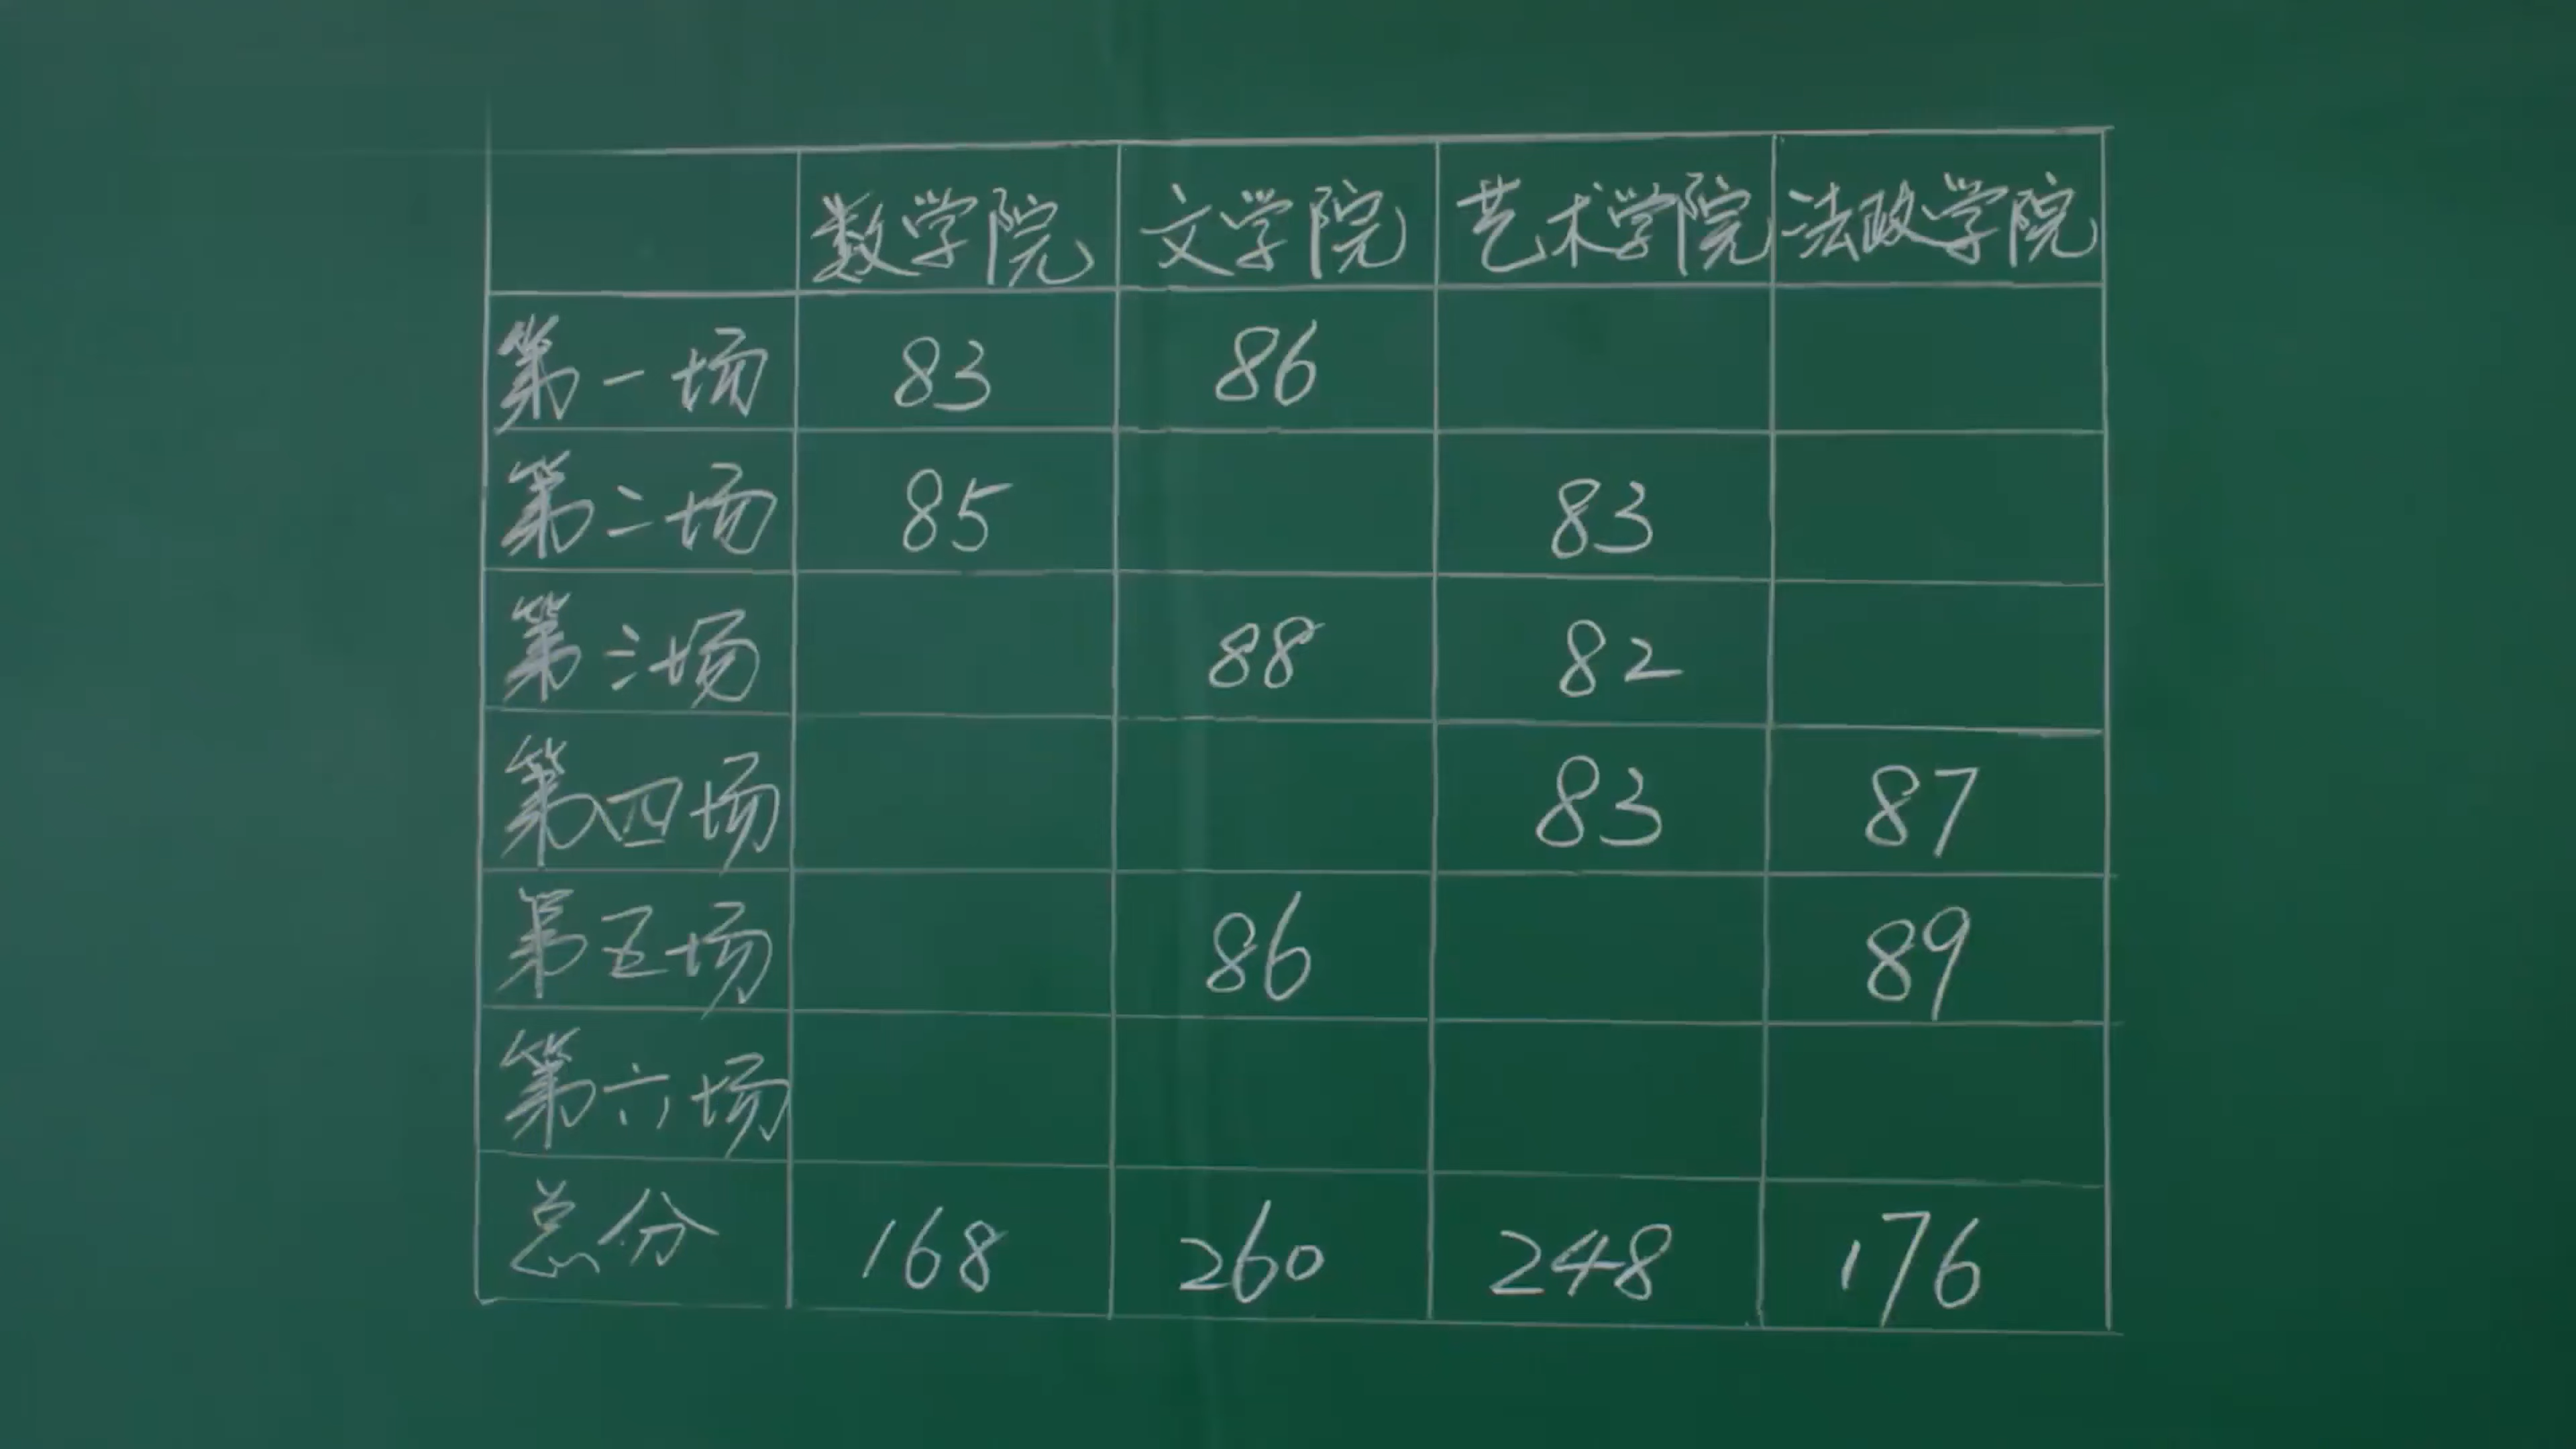 数学院 文学院 艺术学院 法政学院
第一场 83 86
第二场 85 83
第三场 88 82
第四场 83 87
第五场 86 89
第六场
总分 168 260 248 176